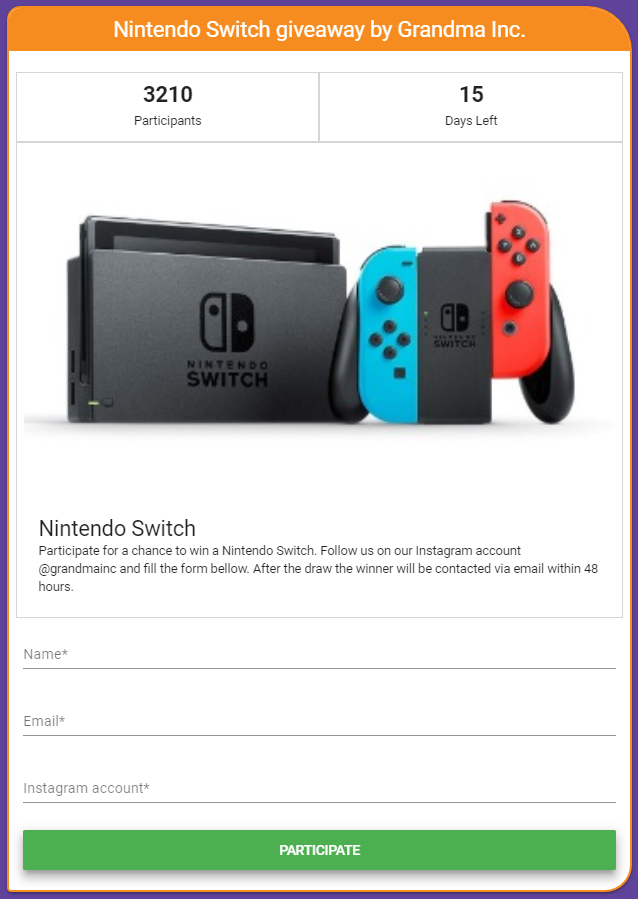 Nintendo Switch giveaway by Grandma Inc.
3210
Participants
15
Days Left
NINTENDO
SWITCH
NINTENDO
SWITCH
X
Y
A
B
Nintendo Switch
Participate for a chance to win a Nintendo Switch. Follow us on our Instagram account
@grandmainc and fill the form bellow. After the draw the winner will be contacted via email within 48
hours.
Name*
Email*
Instagram account*
PARTICIPATE